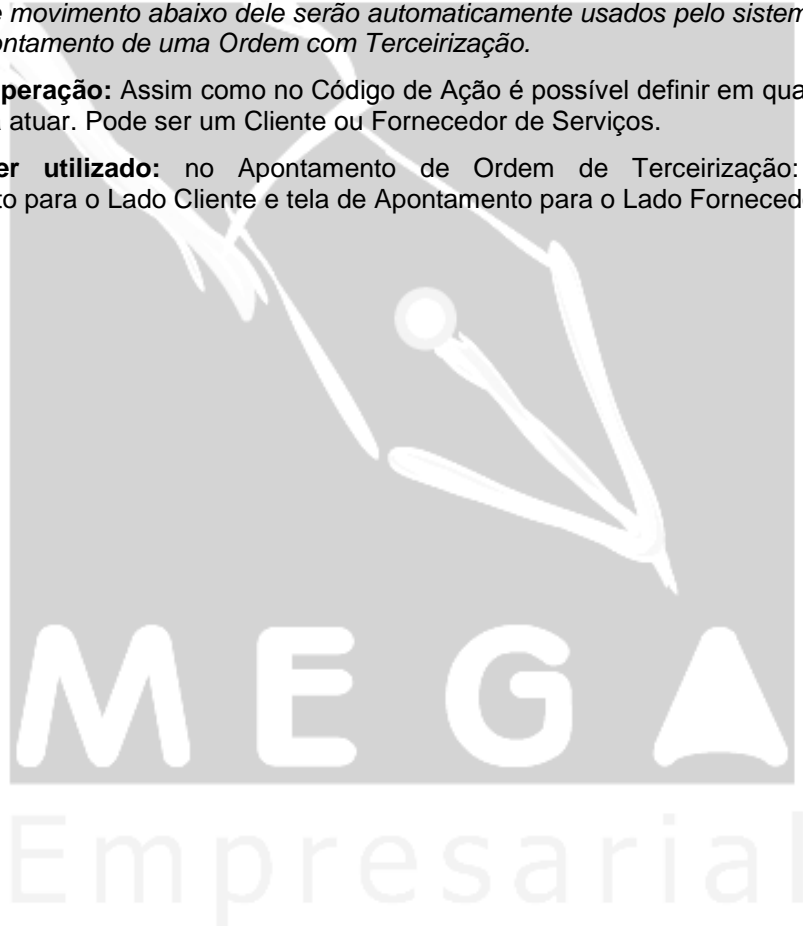 e movimento abaixo dele serão automaticamente usados pelo sistem
ontamento de uma Ordem com Terceirização.
peração: Assim como no Código de Ação é possível definir em qua
atuar. Pode ser um Cliente ou Fornecedor de Serviços.
er utilizado: no Apontamento de Ordem de Terceirização:
to para o Lado Cliente e tela de Apontamento para o Lado Fornecedo
MEGA
Empresarial